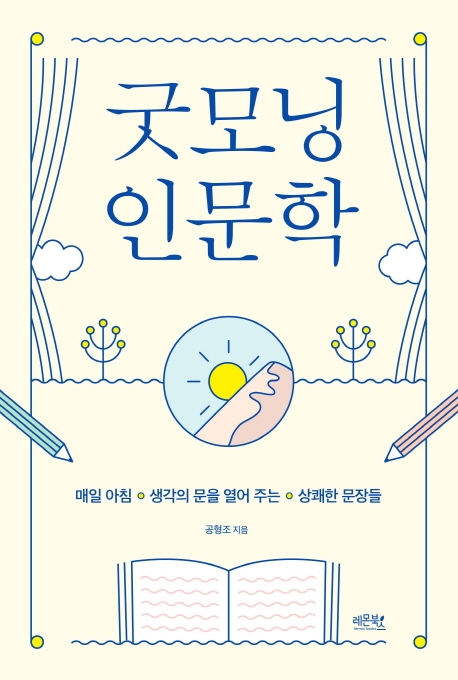 굿모닝
인문학
매일 아침 • 생각의 문을 열어 주는 • 상쾌한 문장들
공형조 지음
레몬북스